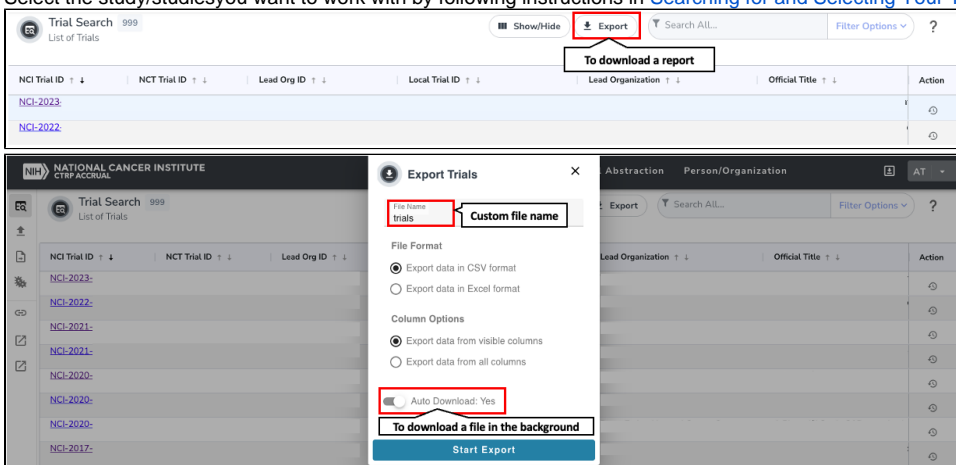 Select the study/studiesyou want to work with by following instructions in Searching for and Selecting Your
Trial Search 999
List of Trials
Show/Hide
Export
Search All...
Filter Options
?
To download a report
NCI Trial ID ↑ ↓ NCT Trial ID ↑ ↓ Lead Org ID ↑ ↓ Local Trial ID ↑ ↓ Lead Organization ↑ ↓ Official Title ↑ ↓ Action
NCI-2023-
NCI-2022-
NIH NATIONAL CANCER INSTITUTE
CTRP ACCRUAL
Abstraction Person/Organization AT
Trial Search 999
List of Trials
Export
Search All...
Filter Options
?
NCI Trial ID ↑ ↓ NCT Trial ID ↑ ↓ Lead Org ID ↑ ↓ Lead Organization ↑ ↓ Official Title ↑ ↓ Action
NCI-2023-
NCI-2022-
NCI-2021-
NCI-2021-
NCI-2020-
NCI-2020-
NCI-2020-
NCI-2017-
Export Trials
×
File Name
trials
Custom file name
File Format
Export data in CSV format
Export data in Excel format
Column Options
Export data from visible columns
Export data from all columns
Auto Download: Yes
To download a file in the background
Start Export